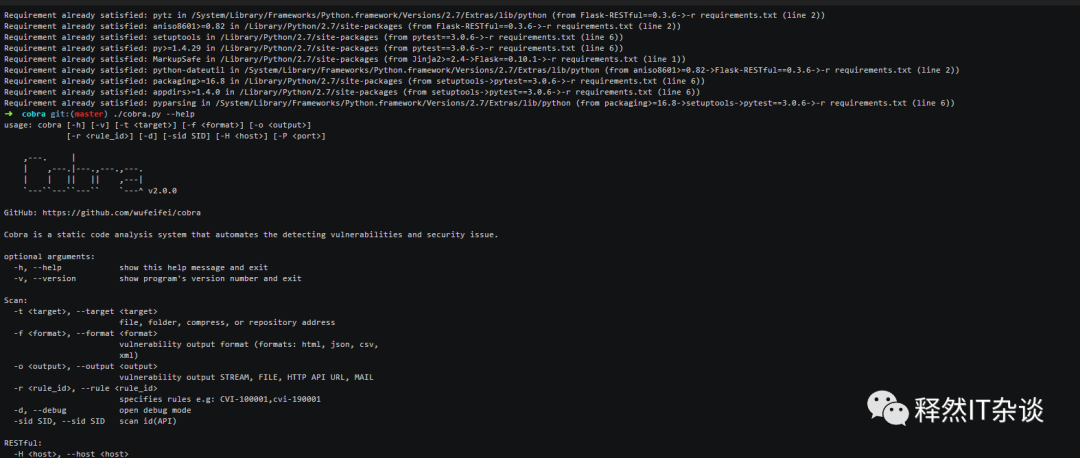 Requirement already satisfied: pytz in /System/Library/Frameworks/Python.framework/Versions/2.7/Extras/lib/python (from Flask-RESTful==0.3.6->-r requirements.txt (line 2))
Requirement already satisfied: aniso8601>=0.82 in /Library/Python/2.7/site-packages (from Flask-RESTful==0.3.6->-r requirements.txt (line 2))
Requirement already satisfied: setuptools in /Library/Python/2.7/site-packages (from pytest==3.0.6->-r requirements.txt (line 6))
Requirement already satisfied: py>=1.4.29 in /Library/Python/2.7/site-packages (from pytest==3.0.6->-r requirements.txt (line 6))
Requirement already satisfied: MarkupSafe in /Library/Python/2.7/site-packages (from Jinja2>=2.4->Flask==0.10.1->-r requirements.txt (line 1))
Requirement already satisfied: python-dateutil in /System/Library/Frameworks/Python.framework/Versions/2.7/Extras/lib/python (from aniso8601>=0.82->Flask-RESTful==0.3.6->-r requirements.txt (line 2))
Requirement already satisfied: packaging>=16.8 in /Library/Python/2.7/site-packages (from setuptools->pytest==3.0.6->-r requirements.txt (line 6))
Requirement already satisfied: appdirs>=1.4.0 in /Library/Python/2.7/site-packages (from setuptools->pytest==3.0.6->-r requirements.txt (line 6))
Requirement already satisfied: pyparsing in /System/Library/Frameworks/Python.framework/Versions/2.7/Extras/lib/python (from packaging>=16.8->setuptools->pytest==3.0.6->-r requirements.txt (line 6))
➜ cobra git:(master) ./cobra.py --help
usage: cobra [-h] [-v] [-t <target>] [-f <format>] [-o <output>]
[-r <rule_id>] [-d] [-sid SID] [-H <host>] [-P <port>]
v2.0.0
GitHub: https://github.com/wufeifei/cobra
Cobra is a static code analysis system that automates the detecting vulnerabilities and security issue.
optional arguments:
-h, --help show this help message and exit
-v, --version show program's version number and exit
Scan:
-t <target>, --target <target>
file, folder, compress, or repository address
-f <format>, --format <format>
vulnerability output format (formats: html, json, csv,
xml)
-o <output>, --output <output>
vulnerability output STREAM, FILE, HTTP API URL, MAIL
-r <rule_id>, --rule <rule_id>
specifies rules e.g: CVI-100001,cvi-190001
-d, --debug open debug mode
-sid SID, --sid SID scan id(API)
RESTful:
-H <host>, --host <host>
释然IT杂谈